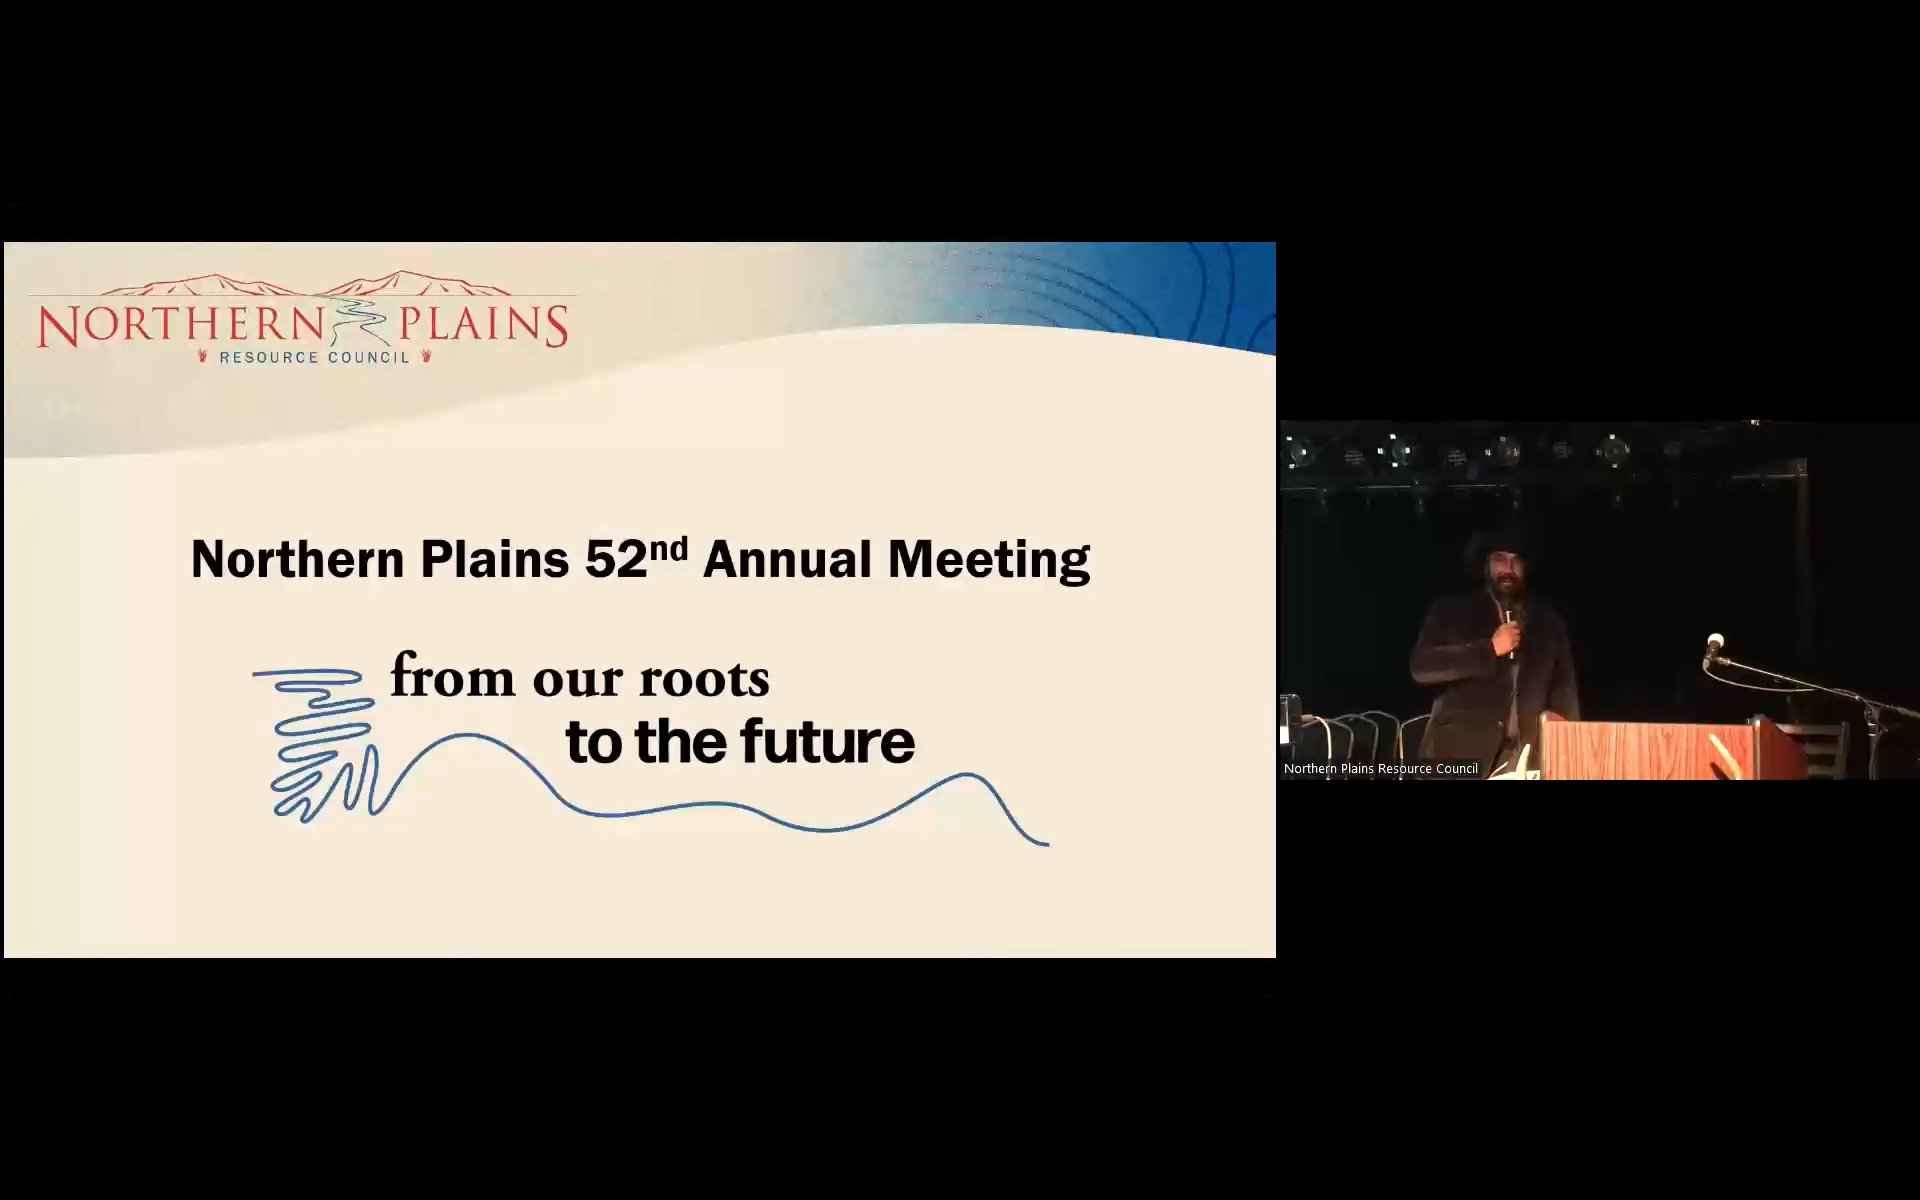 NORTHERN PLAINS
RESOURCE COUNCIL
Northern Plains 52nd Annual Meeting
from our roots
to the future
Northern Plains Resource Council